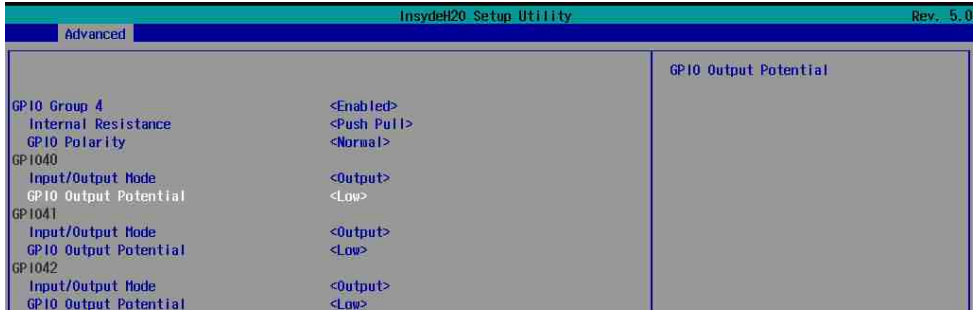 InsydeH20 Setup Utility Rev. 5.0
Advanced
GPIO Output Potential
GPIO Group 4 <Enabled>
Internal Resistance <Push Pull>
GPIO Polarity <Normal>
GPIO40
Input/Output Mode <Output>
GPIO Output Potential <Low>
GPIO41
Input/Output Mode <Output>
GPIO Output Potential <Low>
GPIO42
Input/Output Mode <Output>
GPIO Output Potential <Low>